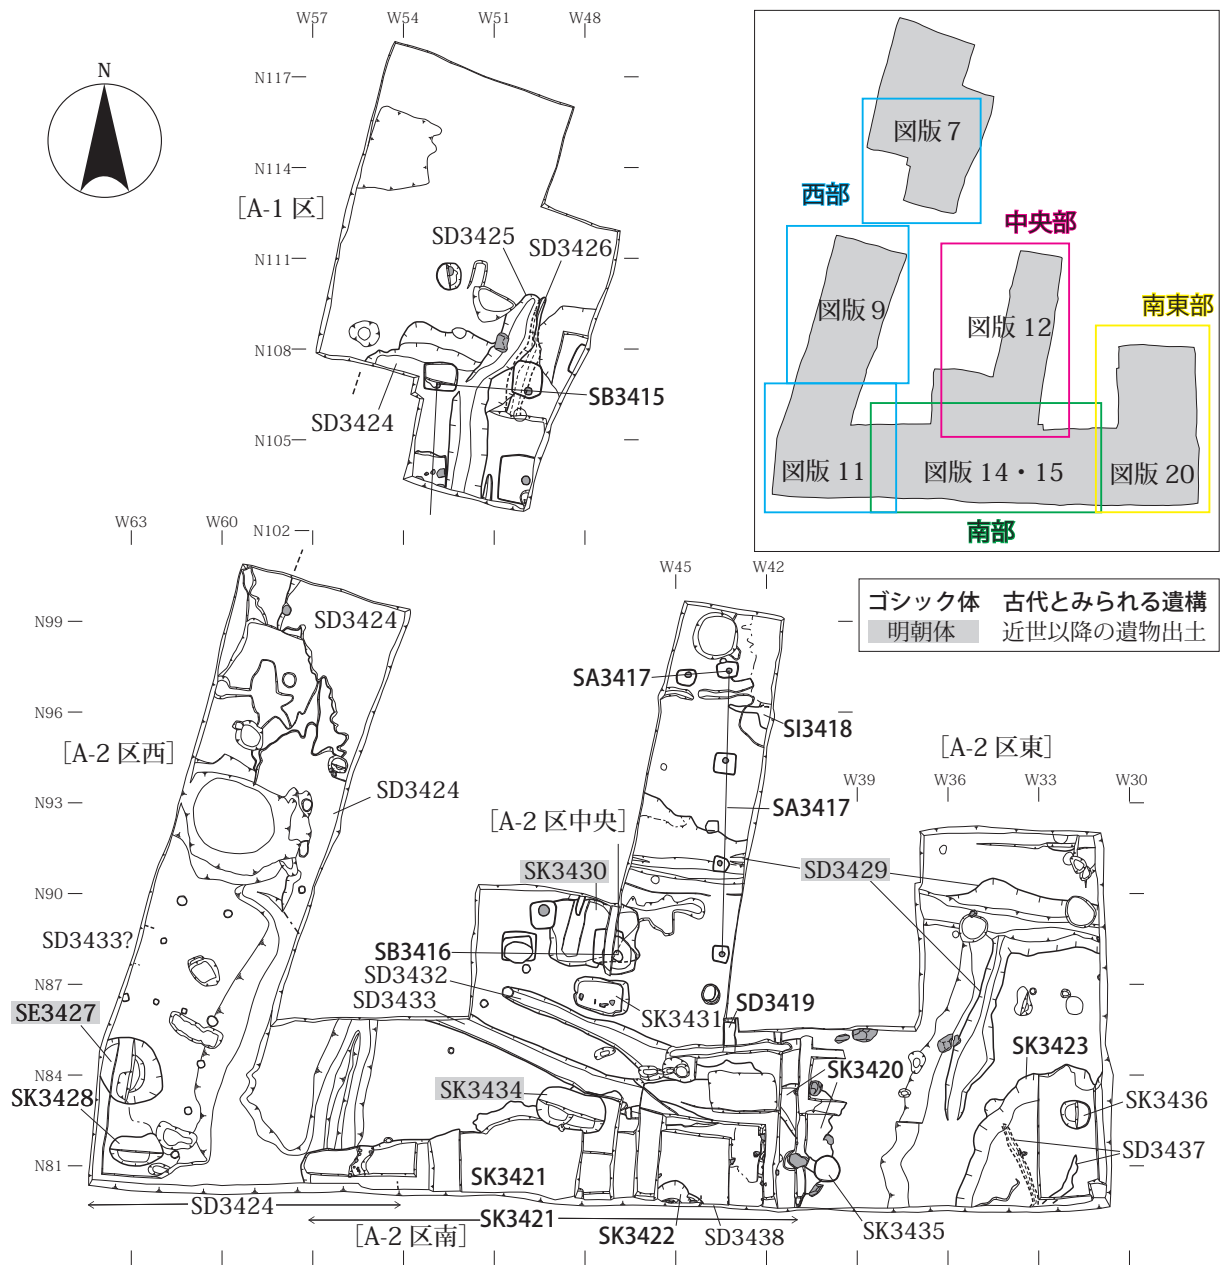 W57
W54
W51
W48
N
N117
N114
[A-1 区]
SD3425
SD3426
N111
N108
SD3424
SB3415
N105
N102
W63
W60
図版 7
西部
中央部
図版 9
図版 12
南東部
図版 11
図版 14・15
図版 20
南部
W45
W42
ゴシック体 古代とみられる遺構
明朝体 近世以降の遺物出土
N99
SD3424
SA3417
N96
SI3418
[A-2 区西]
[A-2 区東]
W39
W36
W33
W30
N93
SD3424
SA3417
[A-2 区中央]
SK3430
SD3429
N90
SD3433?
SB3416
SD3432
N87
SD3433
SE3427
SK3431
SD3419
SK3423
N84
SK3434
SK3420
SK3428
SK3436
SD3437
N81
SK3421
SD3424
SK3421
[A-2 区南]
SK3422
SD3438
SK3435